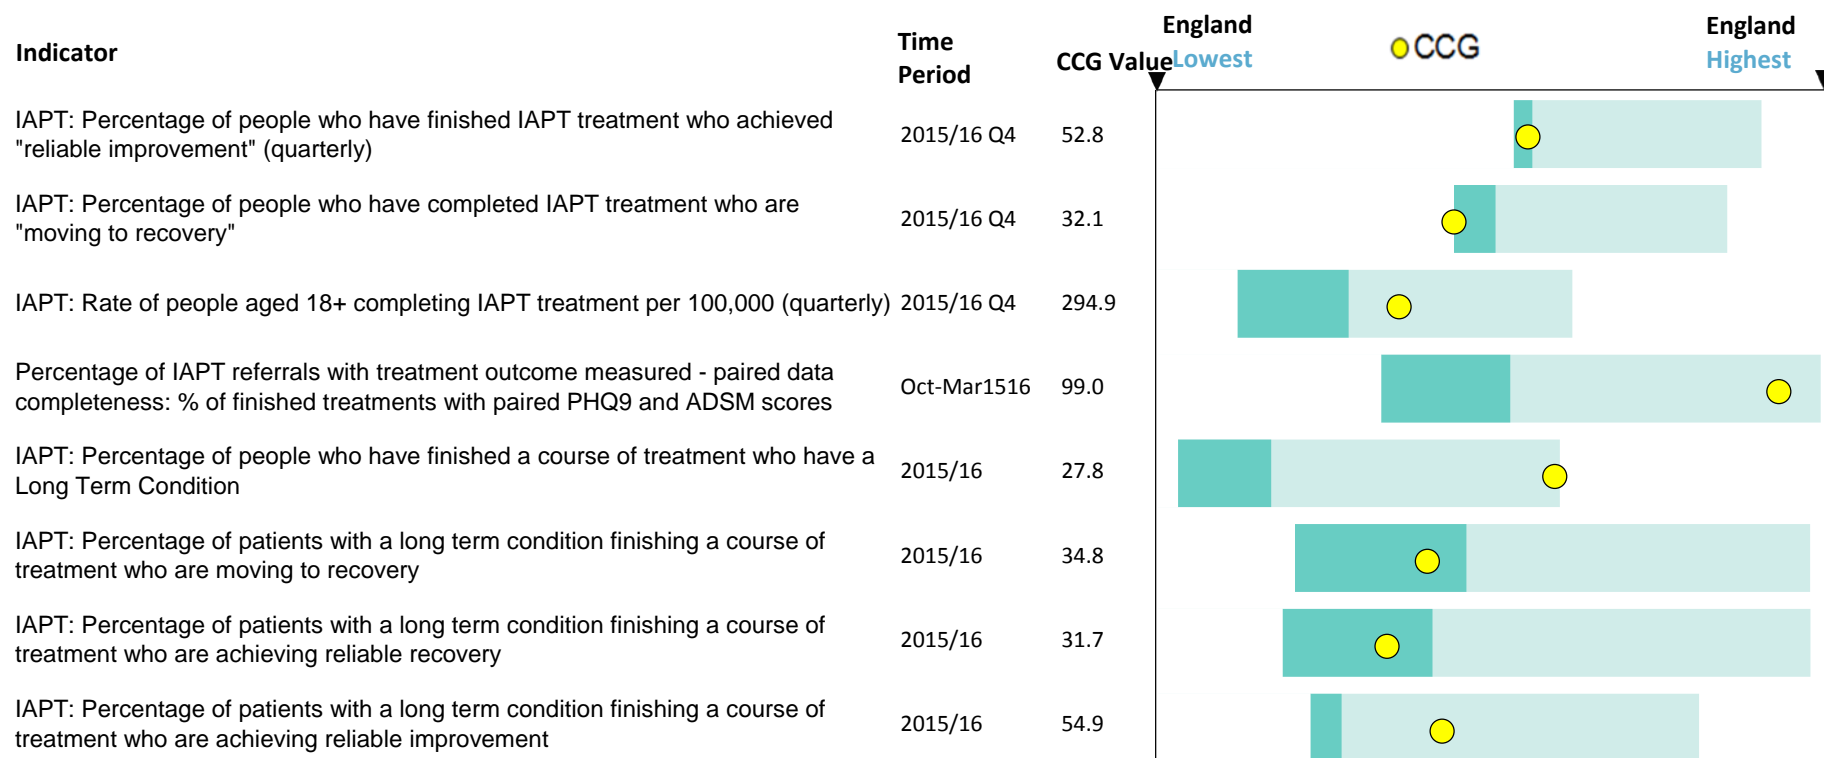 Indicator
Time
Period
CCG Value
England
Lowest
CCG
England
Highest
IAPT: Percentage of people who have finished IAPT treatment who achieved
"reliable improvement" (quarterly)
2015/16 Q4
52.8
IAPT: Percentage of people who have completed IAPT treatment who are
"moving to recovery"
2015/16 Q4
32.1
IAPT: Rate of people aged 18+ completing IAPT treatment per 100,000 (quarterly)
2015/16 Q4
294.9
Percentage of IAPT referrals with treatment outcome measured - paired data
completeness: % of finished treatments with paired PHQ9 and ADSM scores
Oct-Mar1516
99.0
IAPT: Percentage of people who have finished a course of treatment who have a
Long Term Condition
2015/16
27.8
IAPT: Percentage of patients with a long term condition finishing a course of
treatment who are moving to recovery
2015/16
34.8
IAPT: Percentage of patients with a long term condition finishing a course of
treatment who are achieving reliable recovery
2015/16
31.7
IAPT: Percentage of patients with a long term condition finishing a course of
treatment who are achieving reliable improvement
2015/16
54.9